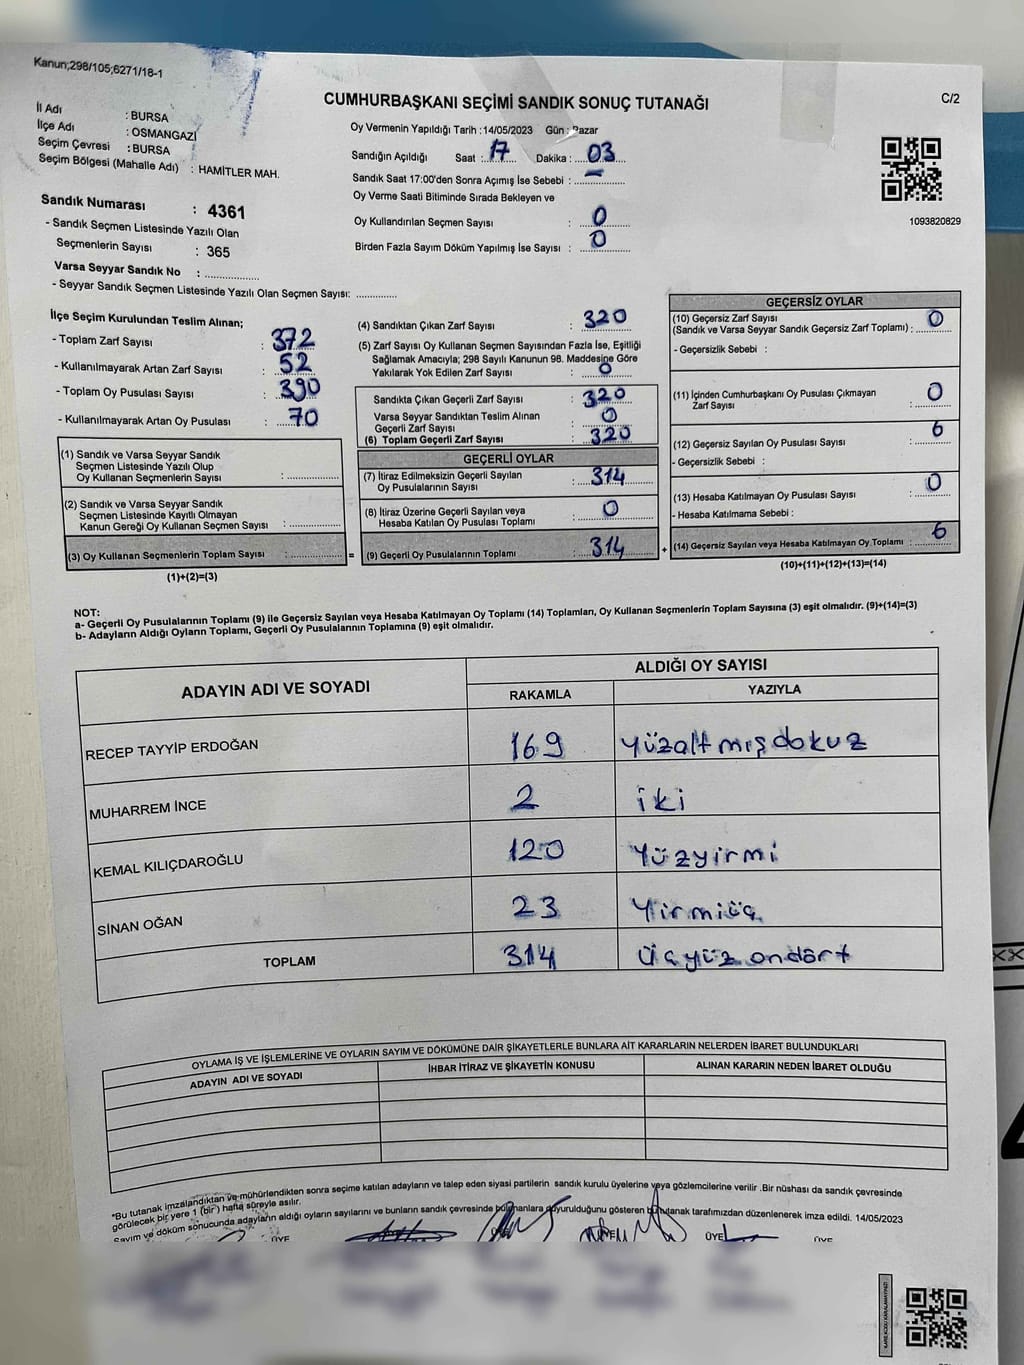 Kanun;298/105;6271/18-1
C/2
CUMHURBAŞKANI SEÇİMİ SANDIK SONUÇ TUTANAĞI
İl Adı : BURSA
İlçe Adı : OSMANGAZİ
Seçim Çevresi : BURSA
Seçim Bölgesi (Mahalle Adı) : HAMİTLER MAH.
Oy Vermenin Yapıldığı Tarih :14/05/2023 Gün : Pazar
Sandığın Açıldığı Saat : 17 Dakika : 03
Sandık Saat 17:00'den Sonra Açımış İse Sebebi : –
Oy Verme Saati Bitiminde Sırada Bekleyen ve
Oy Kullandırılan Seçmen Sayısı : 0
Birden Fazla Sayım Döküm Yapılmış İse Sayısı : 0
1093820829
Sandık Numarası : 4361
- Sandık Seçmen Listesinde Yazılı Olan
Seçmenlerin Sayısı : 365
Varsa Seyyar Sandık No : ..................
- Seyyar Sandık Seçmen Listesinde Yazılı Olan Seçmen Sayısı: .............
İlçe Seçim Kurulundan Teslim Alınan;
- Toplam Zarf Sayısı : 372
- Kullanılmayarak Artan Zarf Sayısı : 52
- Toplam Oy Pusulası Sayısı : 390
- Kullanılmayarak Artan Oy Pusulası : 70
(1) Sandık ve Varsa Seyyar Sandık
Seçmen Listesinde Yazılı Olup
Oy Kullanan Seçmenlerin Sayısı : ..................
(2) Sandık ve Varsa Seyyar Sandık
Seçmen Listesinde Kayıtlı Olmayan
Kanun Gereği Oy Kullanan Seçmen Sayısı : ..................
(3) Oy Kullanan Seçmenlerin Toplam Sayısı : ..................
(1)+(2)=(3)
(4) Sandıktan Çıkan Zarf Sayısı : 320
(5) Zarf Sayısı Oy Kullanan Seçmen Sayısından Fazla İse, Eşitliği
Sağlamak Amacıyla; 298 Sayılı Kanunun 98. Maddesine Göre
Yakılarak Yok Edilen Zarf Sayısı : 0
Sandıkta Çıkan Geçerli Zarf Sayısı : 320
Varsa Seyyar Sandıktan Teslim Alınan
Geçerli Zarf Sayısı : 0
(6) Toplam Geçerli Zarf Sayısı : 320
GEÇERLİ OYLAR
(7) İtiraz Edilmeksizin Geçerli Sayılan
Oy Pusulalarının Sayısı : 314
(8) İtiraz Üzerine Geçerli Sayılan veya
Hesaba Katılan Oy Pusulası Toplamı : 0
= (9) Geçerli Oy Pusulalarının Toplamı : 314 +
GEÇERSİZ OYLAR
(10) Geçersiz Zarf Sayısı
(Sandık ve Varsa Seyyar Sandık Geçersiz Zarf Toplamı) : 0
- Geçersizlik Sebebi :
(11) İçinden Cumhurbaşkanı Oy Pusulası Çıkmayan
Zarf Sayısı : 0
(12) Geçersiz Sayılan Oy Pusulası Sayısı : 6
- Geçersizlik Sebebi :
(13) Hesaba Katılmayan Oy Pusulası Sayısı : 0
- Hesaba Katılmama Sebebi :
(14) Geçersiz Sayılan veya Hesaba Katılmayan Oy Toplamı : 6
(10)+(11)+(12)+(13)=(14)
NOT:
a- Geçerli Oy Pusulalarının Toplamı (9) ile Geçersiz Sayılan veya Hesaba Katılmayan Oy Toplamı (14) Toplamları, Oy Kullanan Seçmenlerin Toplam Sayısına (3) eşit olmalıdır. (9)+(14)=(3)
b- Adayların Aldığı Oyların Toplamı, Geçerli Oy Pusulalarının Toplamına (9) eşit olmalıdır.
ADAYIN ADI VE SOYADI
ALDIĞI OY SAYISI
RAKAMLA YAZIYLA
RECEP TAYYİP ERDOĞAN 169 yüzaltmışdokuz
MUHARREM İNCE 2 iki
KEMAL KILIÇDAROĞLU 120 Yüzyirmi
SİNAN OĞAN 23 Yirmiüç
TOPLAM 314 Üçyüz ondört
OYLAMA İŞ VE İŞLEMLERİNE VE OYLARIN SAYIM VE DÖKÜMÜNE DAİR ŞİKAYETLERLE BUNLARA AİT KARARLARIN NELERDEN İBARET BULUNDUKLARI
ADAYIN ADI VE SOYADI İHBAR İTİRAZ VE ŞİKAYETİN KONUSU ALINAN KARARIN NEDEN İBARET OLDUĞU
*Bu tutanak imzalandıktan ve mühürlendikten sonra seçime katılan adayların ve talep eden siyasi partilerin sandık kurulu üyelerine veya gözlemcilerine verilir .Bir nüshası da sandık çevresinde
görülecek bir yere 1 (bir ) hafta süreyle asılır.
Sayım ve döküm sonucunda adayların aldığı oyların sayılarını ve bunların sandık çevresinde bulunanlara duyurulduğunu gösteren bu tutanak tarafımızdan düzenlenerek imza edildi. 14/05/2023
ÜYE ÜYE ÜYE ÜYE